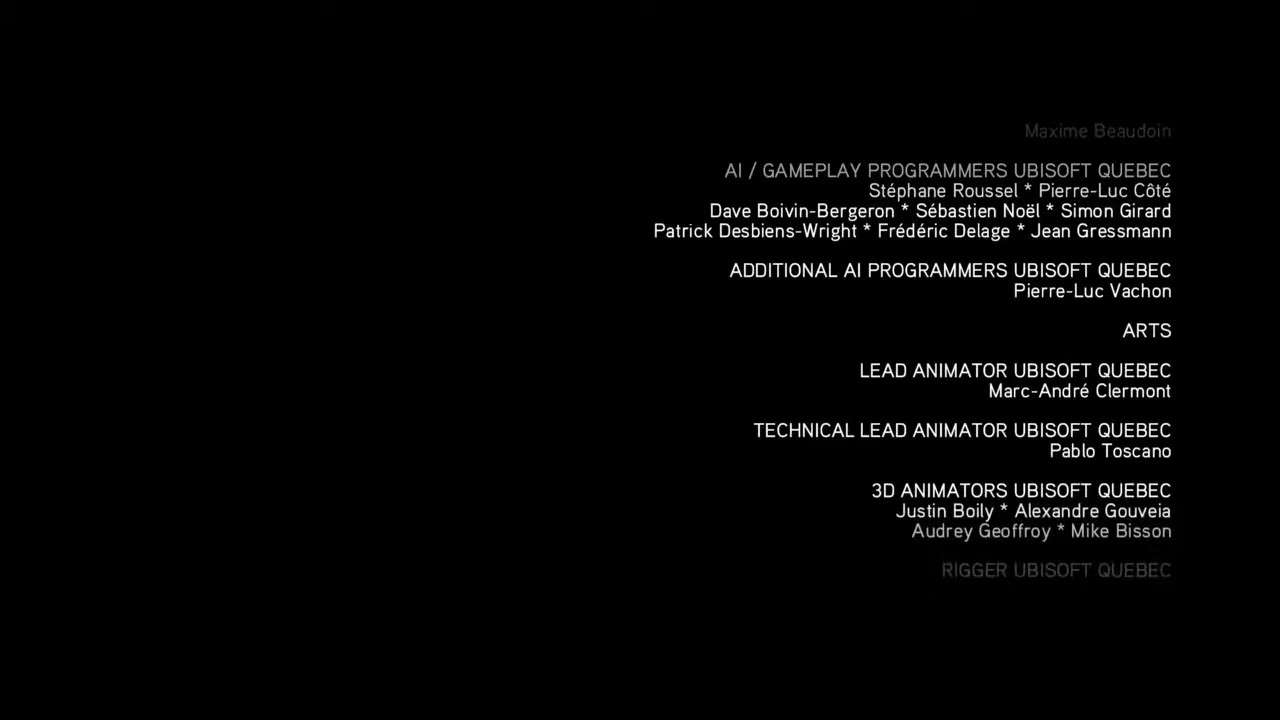 Maxime Beaudoin
AI / GAMEPLAY PROGRAMMERS UBISOFT QUEBEC
Stéphane Roussel * Pierre-Luc Côté
Dave Boivin-Bergeron * Sébastien Noël * Simon Girard
Patrick Desbiens-Wright * Frédéric Delage * Jean Gressmann
ADDITIONAL AI PROGRAMMERS UBISOFT QUEBEC
Pierre-Luc Vachon
ARTS
LEAD ANIMATOR UBISOFT QUEBEC
Marc-André Clermont
TECHNICAL LEAD ANIMATOR UBISOFT QUEBEC
Pablo Toscano
3D ANIMATORS UBISOFT QUEBEC
Justin Boily * Alexandre Gouveia
Audrey Geoffroy * Mike Bisson
RIGGER UBISOFT QUEBEC